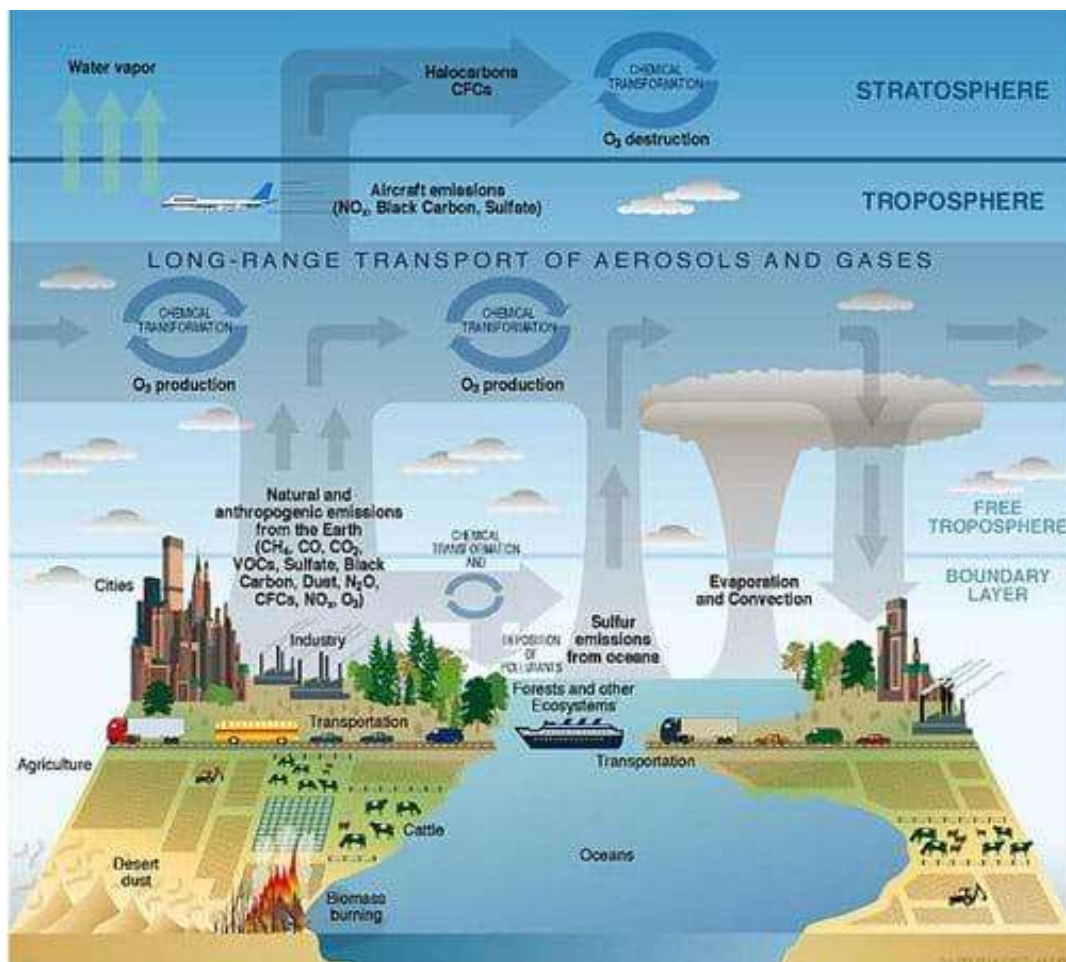 Water vapor
Halocarbons
CFCs
CHEMICAL
TRANSFORMATION
O₃ destruction
STRATOSPHERE
Aircraft emissions
(NOₓ, Black Carbon, Sulfate)
TROPOSPHERE
LONG-RANGE TRANSPORT OF AEROSOLS AND GASES
CHEMICAL
TRANSFORMATION
O₃ production
CHEMICAL
TRANSFORMATION
O₃ production
Natural and
anthropogenic emissions
from the Earth
(CH₄, CO, CO₂,
VOCs, Sulfate, Black
Carbon, Dust, N₂O,
CFCs, NOₓ, O₃)
CHEMICAL
TRANSFORMATION
AND
DEPOSITION
OF
POLLUTANTS
FREE
TROPOSPHERE
BOUNDARY
LAYER
Cities
Industry
Sulfur
emissions
from oceans
Evaporation
and Convection
Forests and other
Ecosystems
Transportation
Transportation
Agriculture
Cattle
Oceans
Desert
dust
Biomass
burning